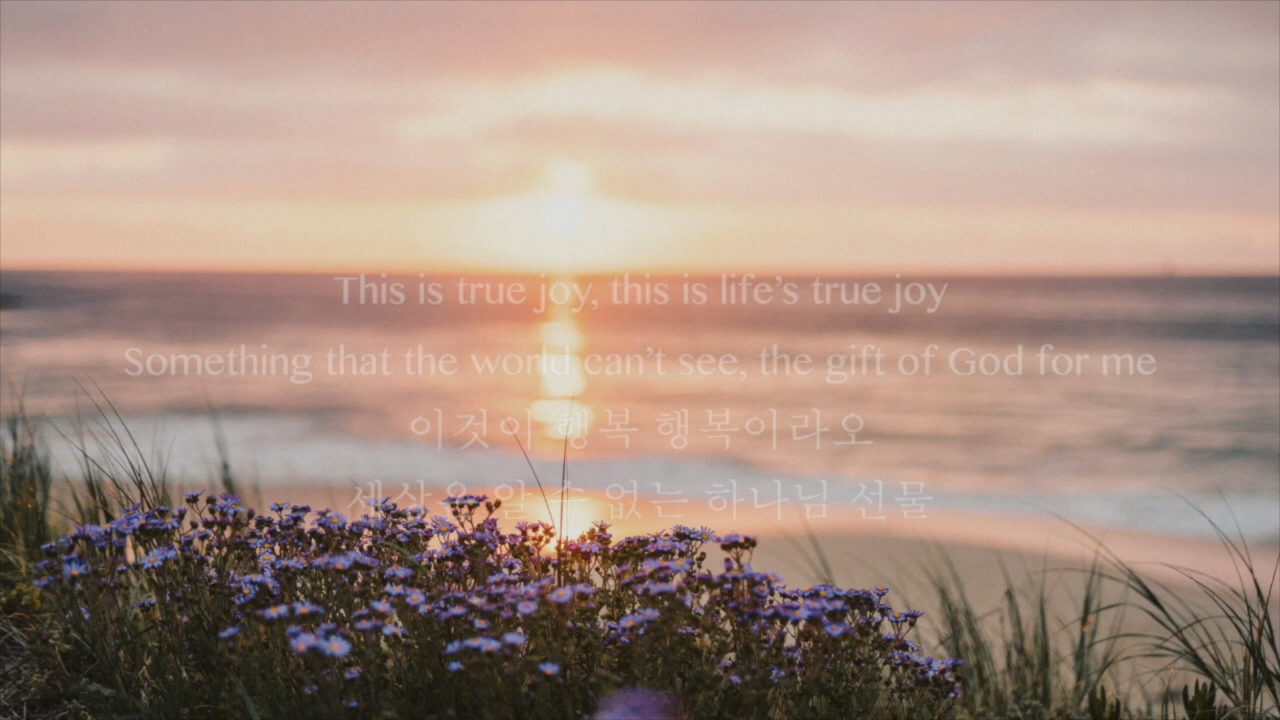 This is true joy, this is life's true joy
Something that the world can't see, the gift of God for me
이것이 행복 행복이라오
세상은 알 수 없는 하나님 선물